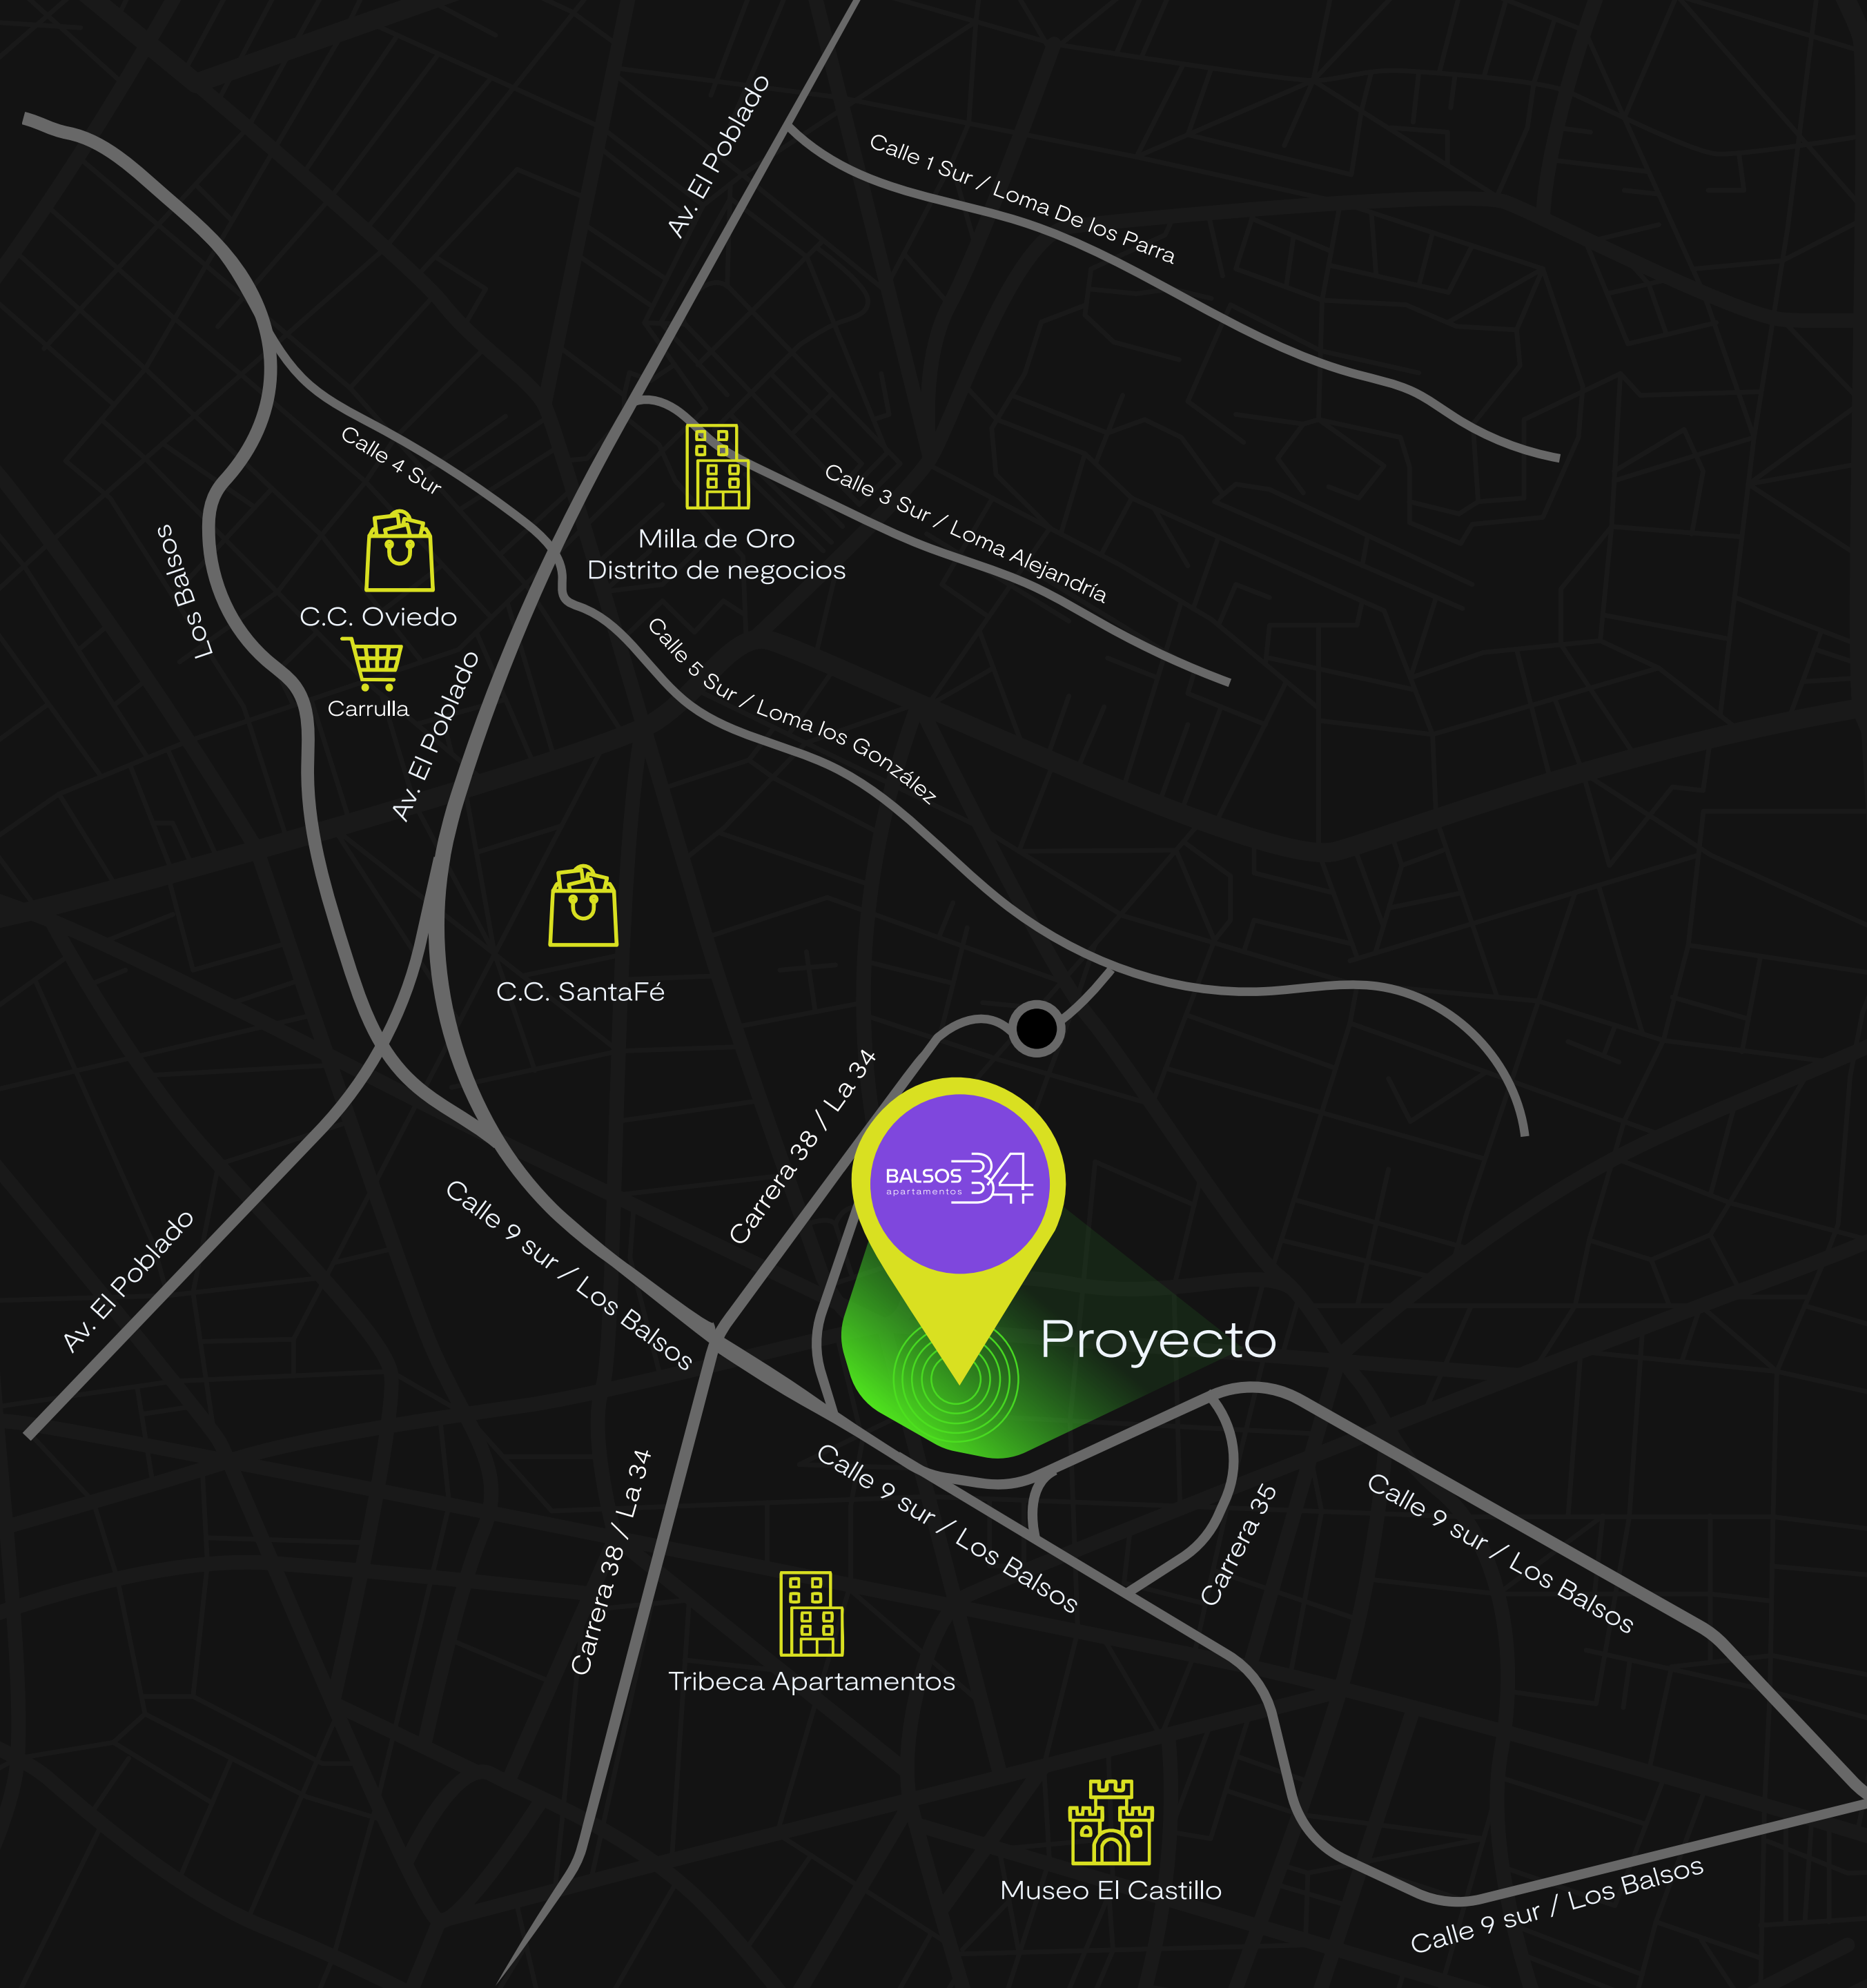 Av. El Poblado
Calle 1 Sur / Loma De los Parra
Calle 4 Sur
Calle 3 Sur / Loma Alejandría
Milla de Oro
Distrito de negocios
Los Balsos
C.C. Oviedo
Carrulla
Av. El Poblado
Calle 5 Sur / Loma los González
C.C. SantaFé
Carrera 38 / La 34
BALSOS 34
apartamentos
Calle 9 sur / Los Balsos
Av. El Poblado
Proyecto
Carrera 38 / La 34
Calle 9 sur / Los Balsos
Carrera 35
Calle 9 sur / Los Balsos
Tribeca Apartamentos
Museo El Castillo
Calle 9 sur / Los Balsos